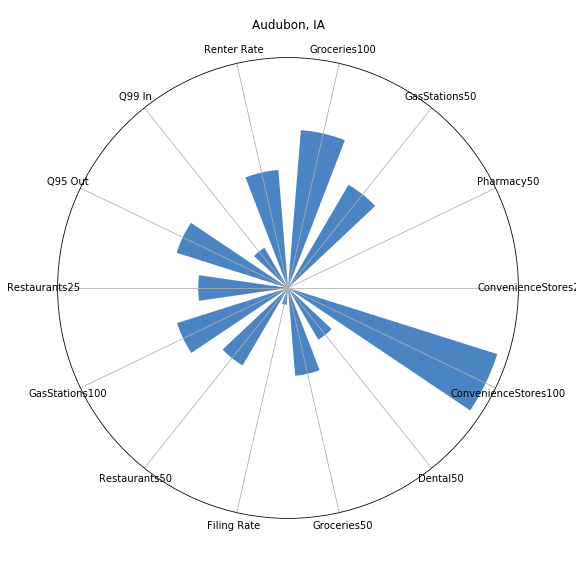 Audubon, IA
Renter Rate
Groceries100
Q99 In
GasStations50
Q95 Out
Pharmacy50
Restaurants25
ConvenienceStores2
GasStations100
ConvenienceStores100
Restaurants50
Dental50
Filing Rate
Groceries50